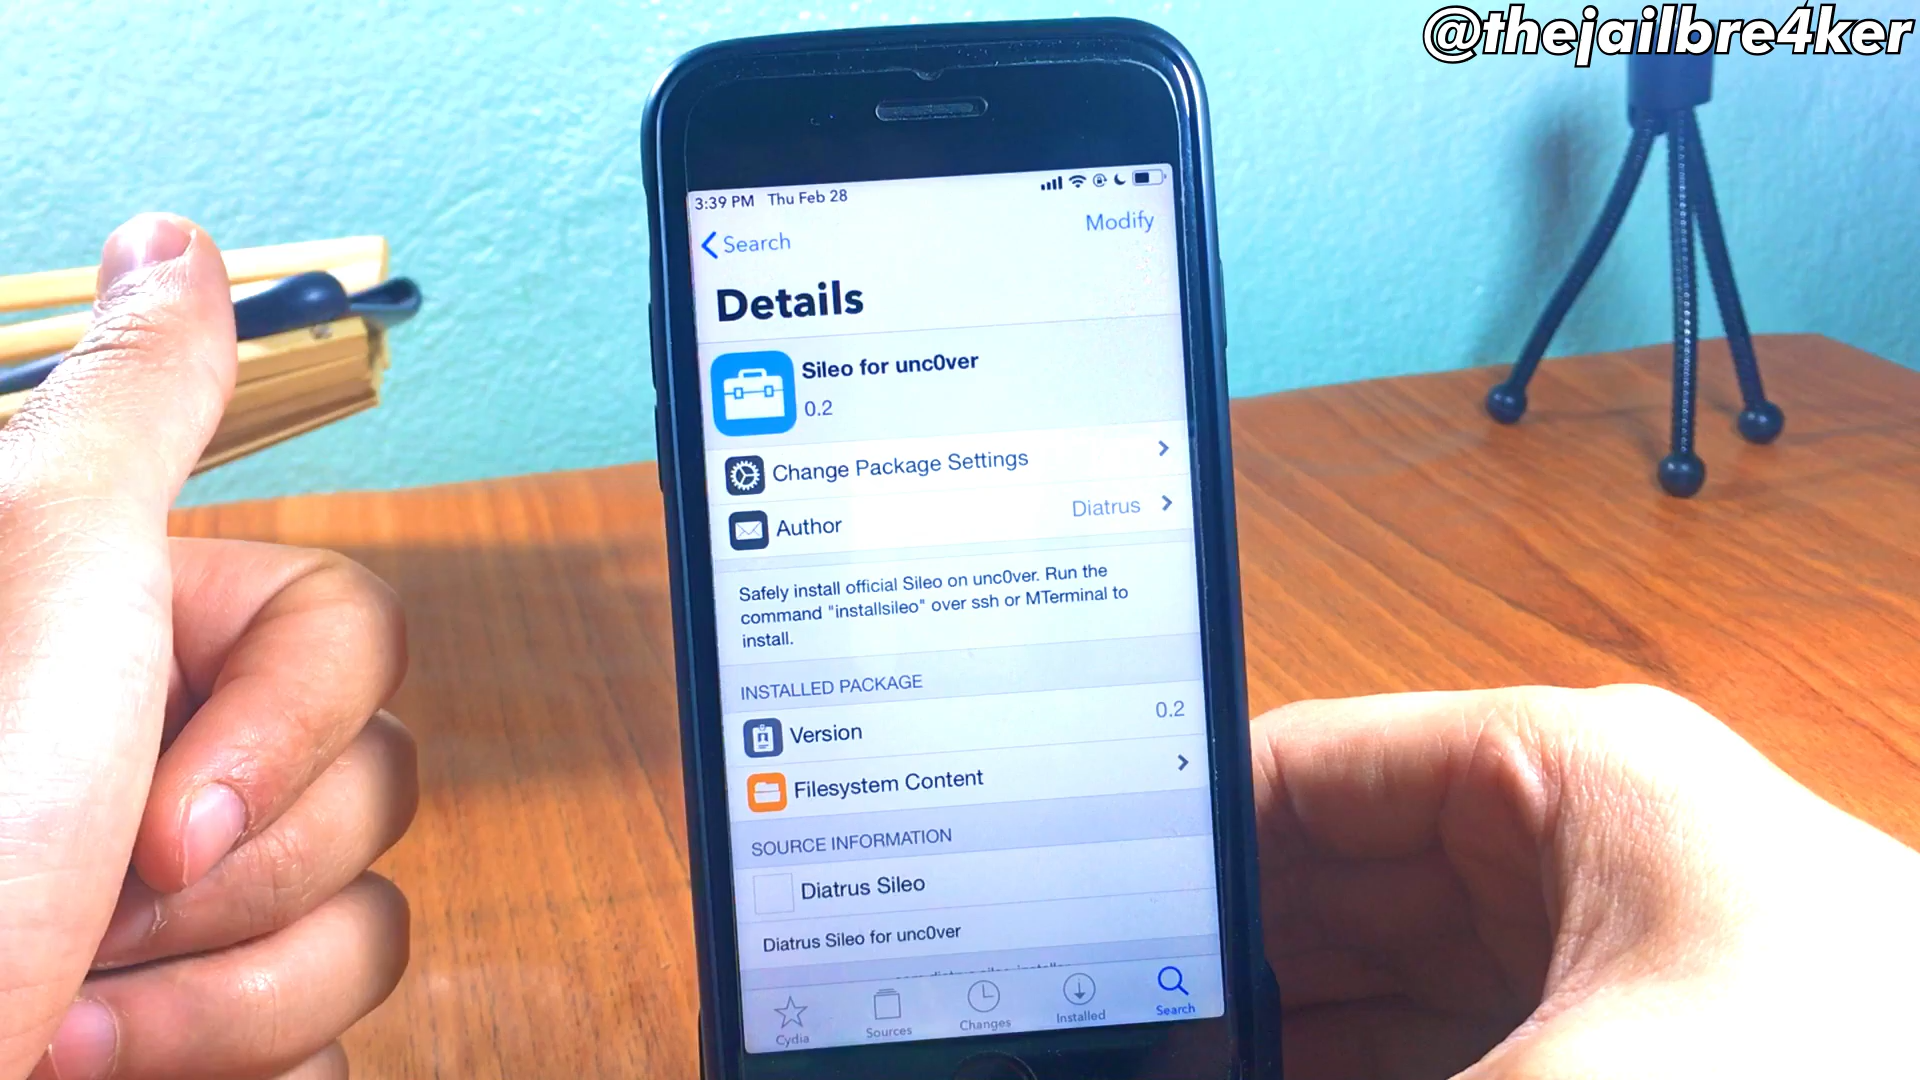 @thejailbre4ker
3:39 PM Thu Feb 28
Search
Modify
Details
Sileo for unc0ver
0.2
Change Package Settings
Author
Diatrus
Safely install official Sileo on unc0ver. Run the
command "installsileo" over ssh or MTerminal to
install.
INSTALLED PACKAGE
Version
0.2
Filesystem Content
SOURCE INFORMATION
Diatrus Sileo
Diatrus Sileo for unc0ver
Cydia
Sources
Changes
Installed
Search